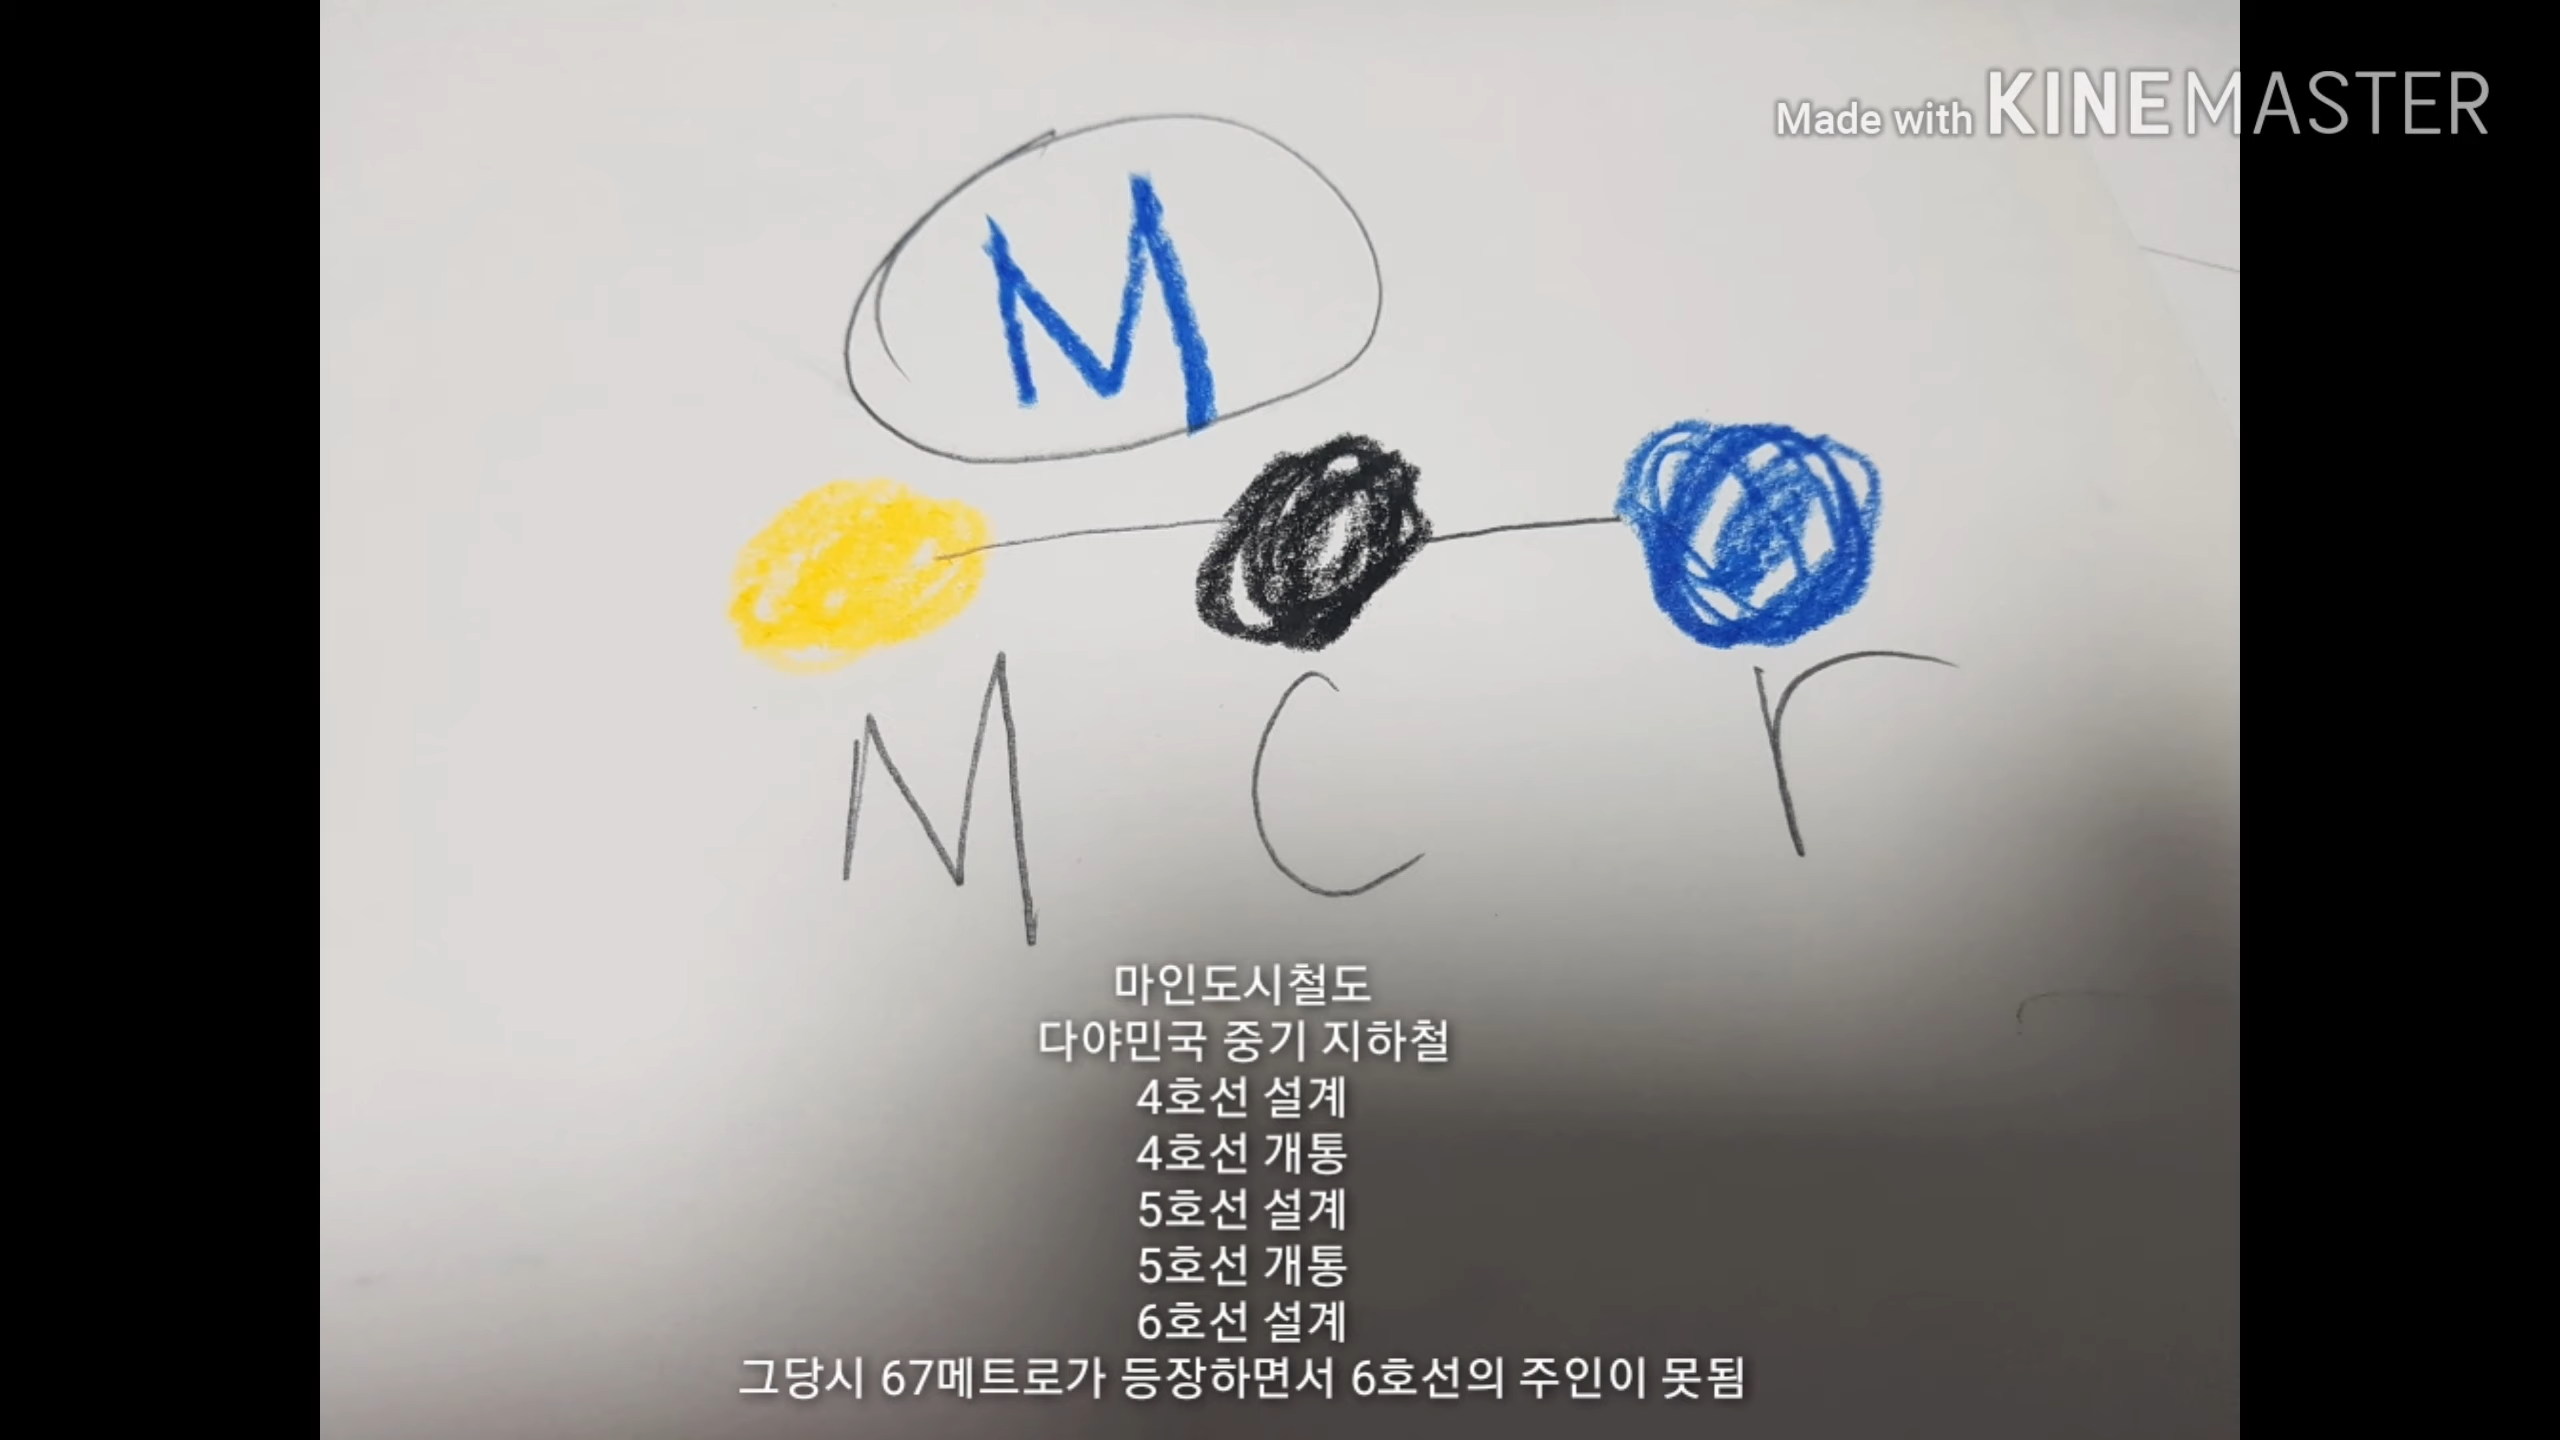 Made with KINEMASTER
M
M C r
마인도시철도
다야민국 중기 지하철
4호선 설계
4호선 개통
5호선 설계
5호선 개통
6호선 설계
그당시 67메트로가 등장하면서 6호선의 주인이 못됨